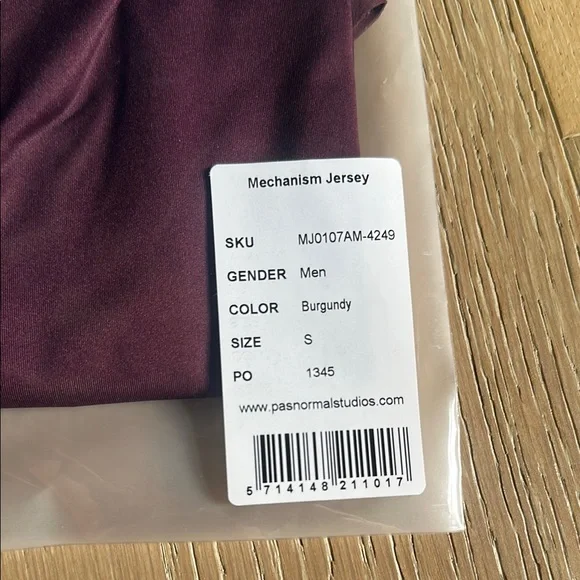 Mechanism Jersey
SKU MJ0107AM-4249
GENDER Men
COLOR Burgundy
SIZE S
PO 1345
www.pasnormalstudios.com
5 714148 211017